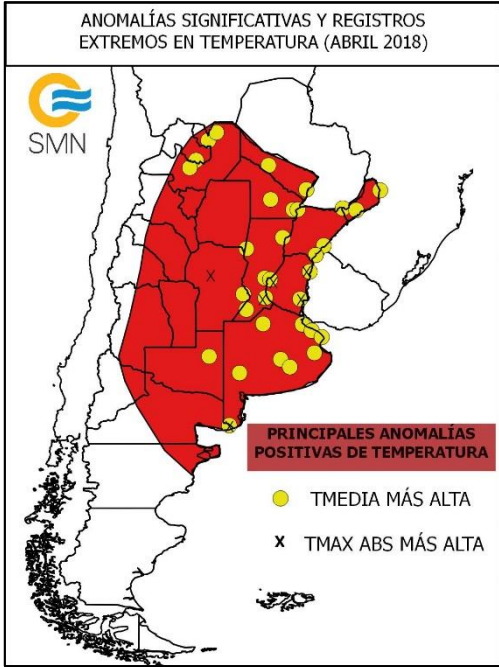 ANOMALÍAS SIGNIFICATIVAS Y REGISTROS
EXTREMOS EN TEMPERATURA (ABRIL 2018)
SMN
PRINCIPALES ANOMALÍAS
POSITIVAS DE TEMPERATURA
TMEDIA MÁS ALTA
X TMAX ABS MÁS ALTA